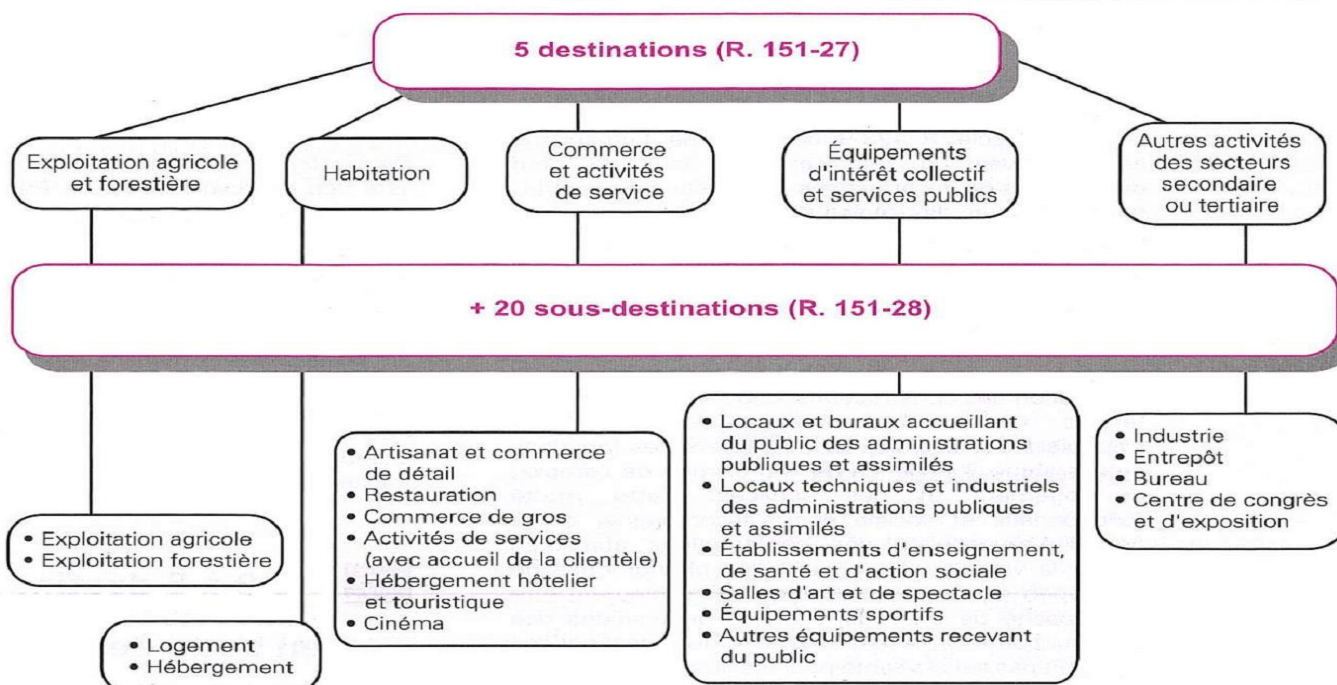 5 destinations (R. 151-27)
Exploitation agricole
et forestière
Habitation
Commerce
et activités
de service
Équipements
d'intérêt collectif
et services publics
Autres activités
des secteurs
secondaire
ou tertiaire
+ 20 sous-destinations (R. 151-28)
• Exploitation agricole
• Exploitation forestière
• Logement
• Hébergement
• Artisanat et commerce
de détail
• Restauration
• Commerce de gros
• Activités de services
(avec accueil de la clientèle)
• Hébergement hôtelier
et touristique
• Cinéma
• Locaux et buraux accueillant
du public des administrations
publiques et assimilés
• Locaux techniques et industriels
des administrations publiques
et assimilés
• Établissements d'enseignement,
de santé et d'action sociale
• Salles d'art et de spectacle
• Équipements sportifs
• Autres équipements recevant
du public
• Industrie
• Entrepôt
• Bureau
• Centre de congrès
et d'exposition